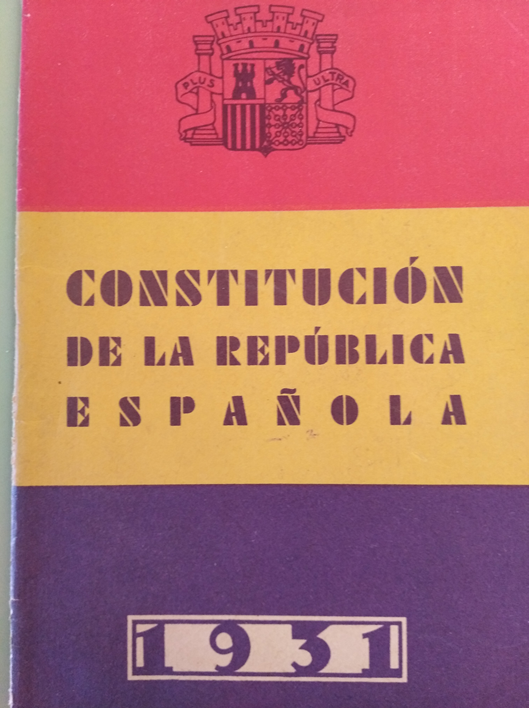 PLUS ULTRA
CONSTITUCIÓN
DE LA REPÚBLICA
ESPAÑOLA
1931